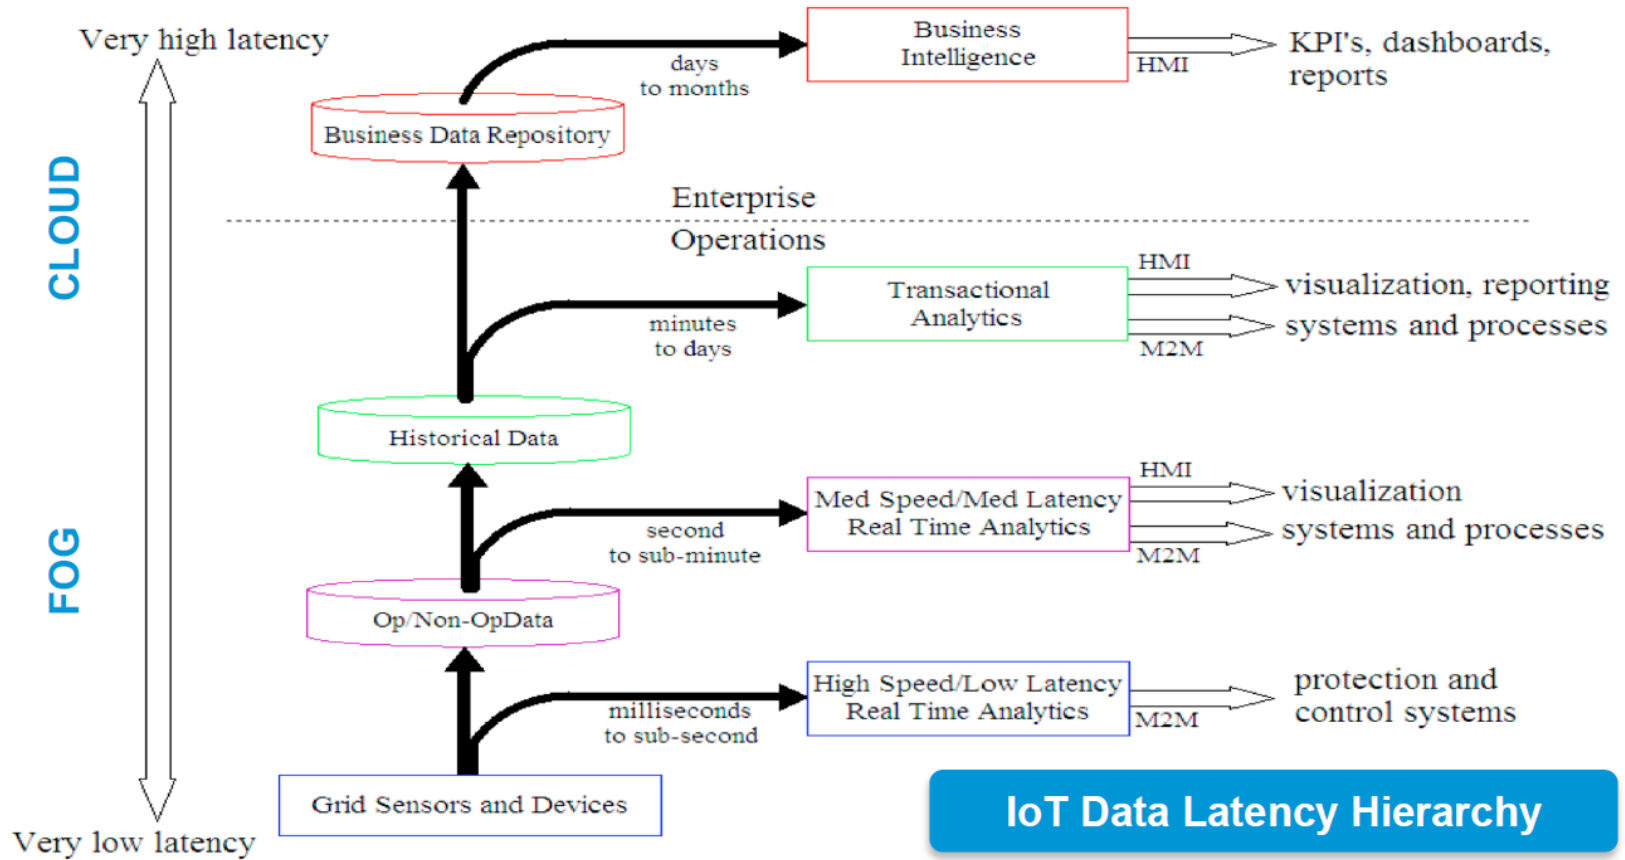 Very high latency
CLOUD
FOG
Very low latency
days
to months
Business
Intelligence
HMI
KPI's, dashboards,
reports
Business Data Repository
Enterprise
Operations
minutes
to days
Transactional
Analytics
HMI
visualization, reporting
systems and processes
M2M
Historical Data
second
to sub-minute
Med Speed/Med Latency
Real Time Analytics
HMI
visualization
systems and processes
M2M
Op/Non-OpData
milliseconds
to sub-second
High Speed/Low Latency
Real Time Analytics
M2M
protection and
control systems
Grid Sensors and Devices
IoT Data Latency Hierarchy